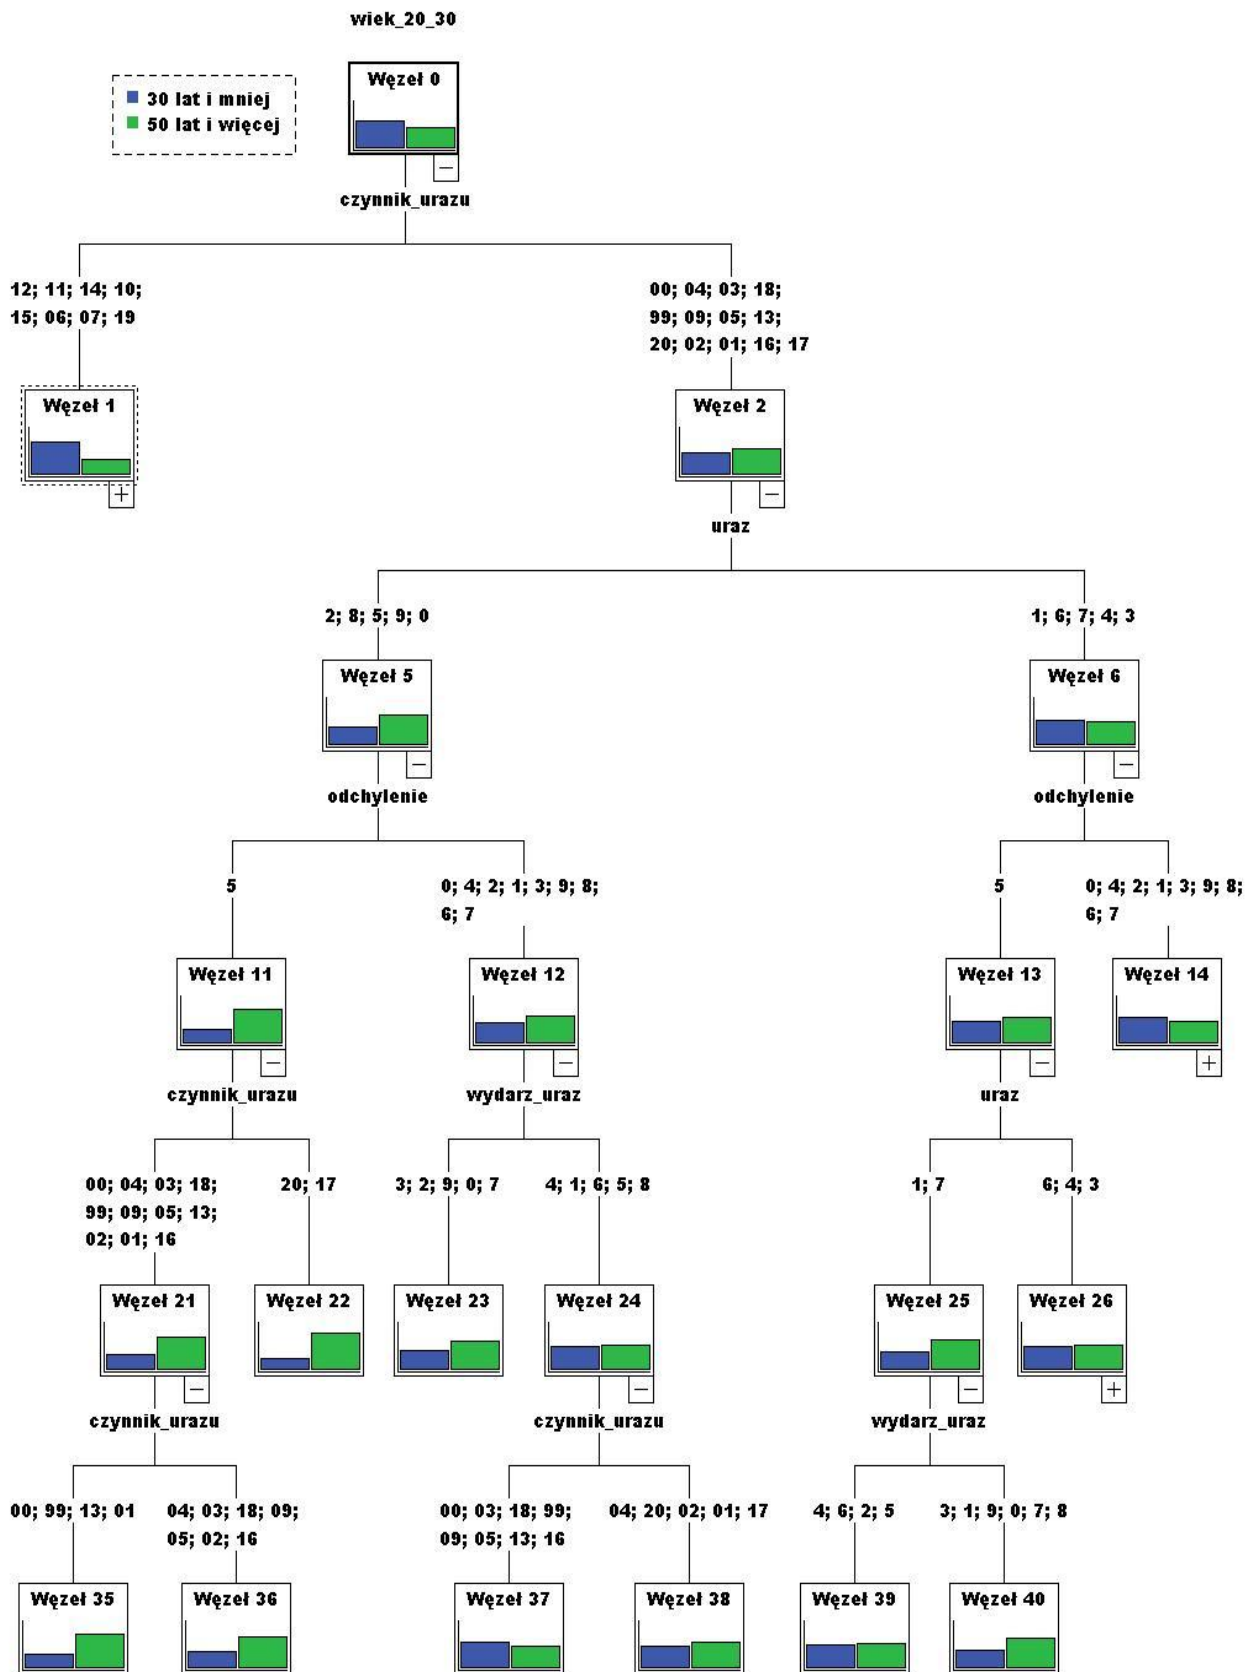 wiek_20_30
Węzeł 0
30 lat i mniej
50 lat i więcej
czynnik_urazu
12; 11; 14; 10;
15; 06; 07; 19
00; 04; 03; 18;
99; 09; 05; 13;
20; 02; 01; 16; 17
Węzeł 1
Węzeł 2
uraz
2; 8; 5; 9; 0
1; 6; 7; 4; 3
Węzeł 5
Węzeł 6
odchylenie
odchylenie
5
0; 4; 2; 1; 3; 9; 8;
6; 7
5
0; 4; 2; 1; 3; 9; 8;
6; 7
Węzeł 11
Węzeł 12
Węzeł 13
Węzeł 14
czynnik_urazu
wydarz_uraz
uraz
00; 04; 03; 18;
99; 09; 05; 13;
02; 01; 16
20; 17
3; 2; 9; 0; 7
4; 1; 6; 5; 8
1; 7
6; 4; 3
Węzeł 21
Węzeł 22
Węzeł 23
Węzeł 24
Węzeł 25
Węzeł 26
czynnik_urazu
czynnik_urazu
wydarz_uraz
00; 99; 13; 01
04; 03; 18; 09;
05; 02; 16
00; 03; 18; 99;
09; 05; 13; 16
04; 20; 02; 01; 17
4; 6; 2; 5
3; 1; 9; 0; 7; 8
Węzeł 35
Węzeł 36
Węzeł 37
Węzeł 38
Węzeł 39
Węzeł 40